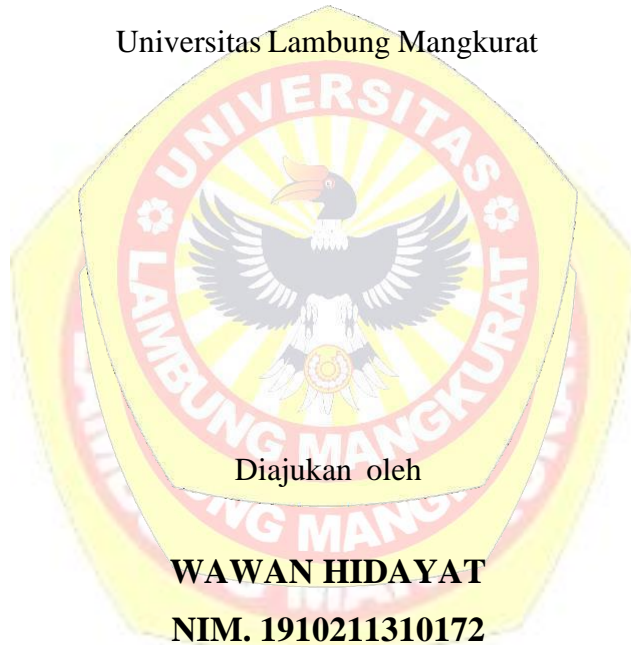 Universitas Lambung Mangkurat
UNIVERSITAS
LAMBUNG MANGKURAT
Diajukan oleh
WAWAN HIDAYAT
NIM. 1910211310172